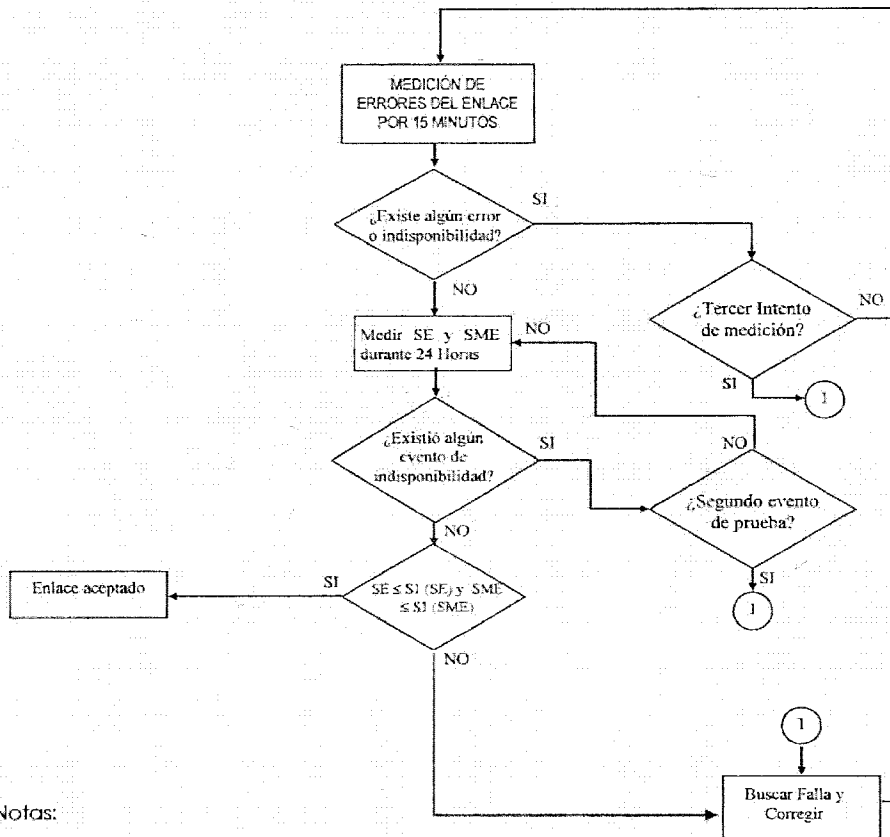 MEDICIÓN DE
ERRORES DEL ENLACE
POR 15 MINUTOS
¿Existe algún error
o indisponibilidad?
SI
NO
¿Tercer Intento
de medición?
NO
SI
1
Medir SE y SME
durante 24 Horas
NO
¿Existió algún
evento de
indisponibilidad?
SI
NO
NO
¿Segundo evento
de prueba?
SI
1
SE ≤ S1 (SE) y SME
≤ S1 (SME)
SI
NO
Enlace aceptado
1
Buscar Falla y
Corregir
Notas: